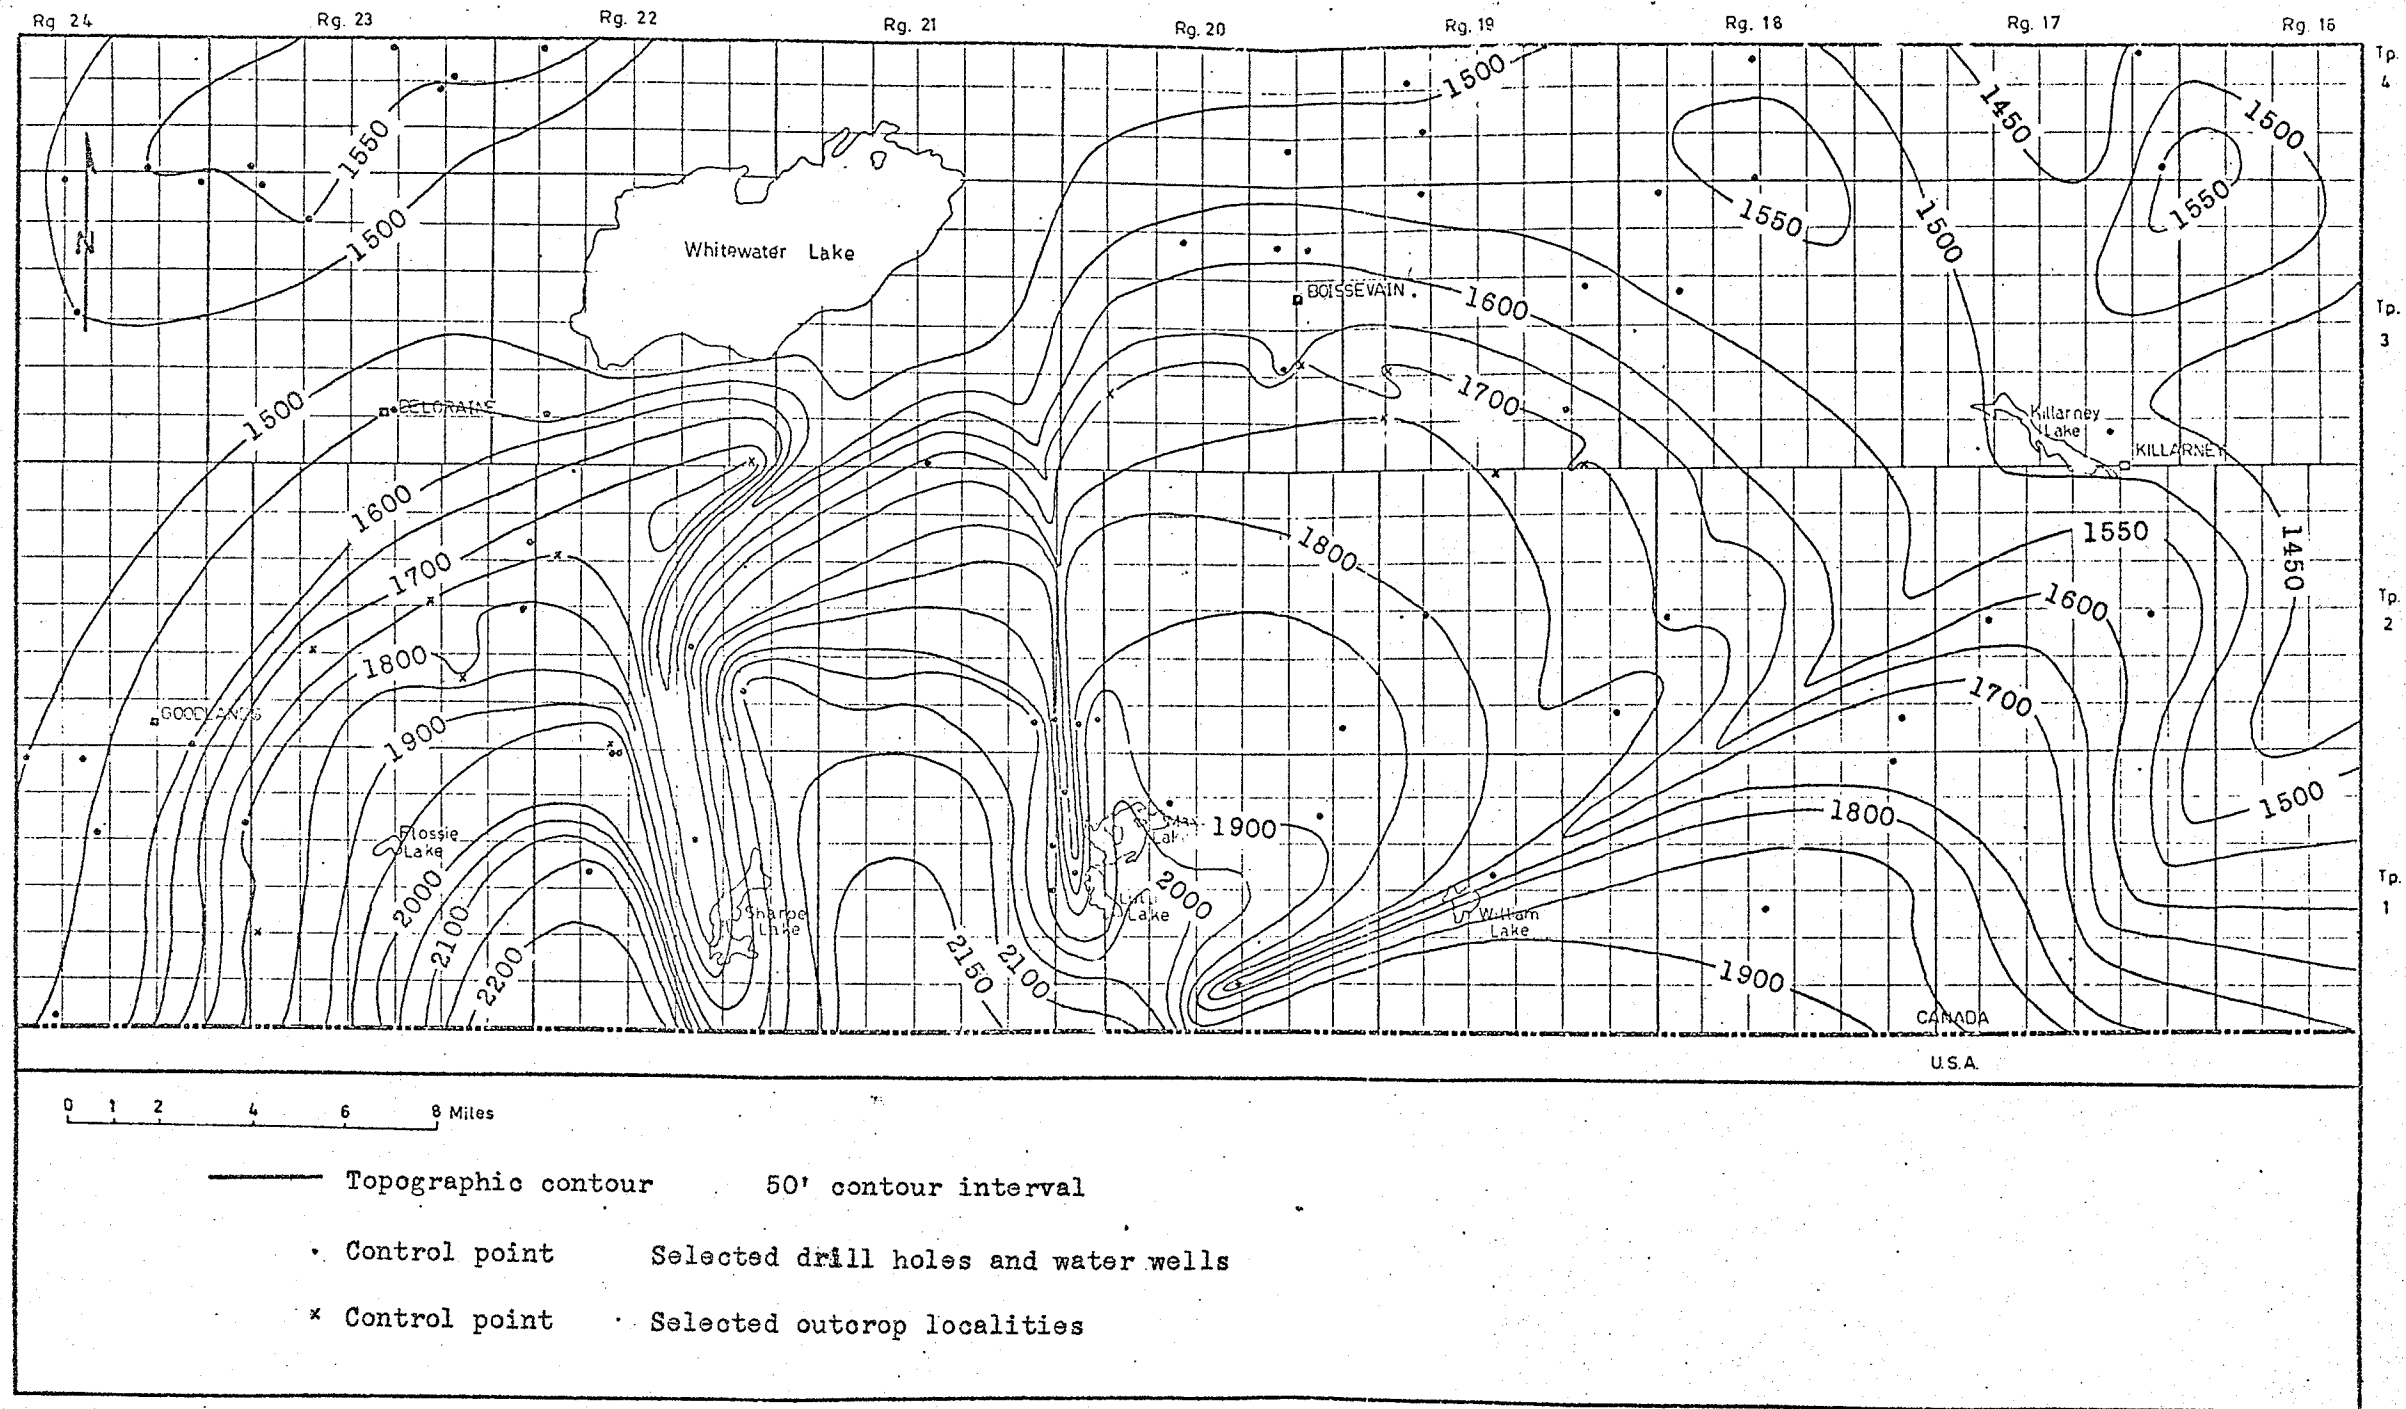 Rg 24 Rg. 23 Rg. 22 Rg. 21 Rg. 20 Rg. 19 Rg. 18 Rg. 17 Rg. 16
Tp. 4
1500
1450
1500
1550
1550
1550
1500
1500
N
Whitewater Lake
BOISSEVAIN
1600
Tp. 3
1700
1500
DELORAINE
Killarney Lake
KILLARNEY
1600
1700
1800
1550
1450
1600
Tp. 2
1800
1700
GOODLANDS
1900
1500
1800
1900
Flossie Lake
Max Lake
2000
2000
Lake
Sharpe Lake
William Lake
Tp. 1
2100
2150
2100
2200
1900
CANADA
U.S.A.
0 1 2 4 6 8 Miles
Topographic contour 50' contour interval
Control point Selected drill holes and water wells
x Control point Selected outcrop localities